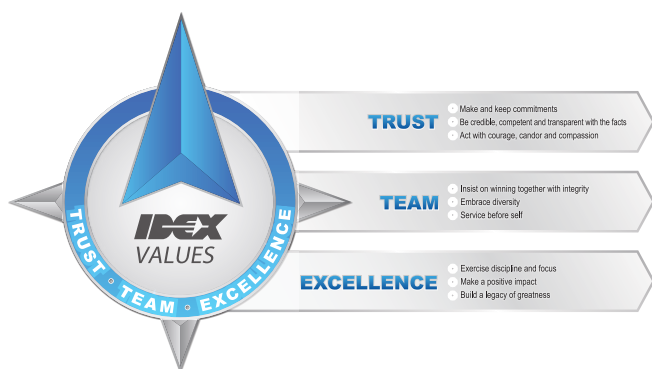 TRUST
Make and keep commitments
Be credible, competent and transparent with the facts
Act with courage, candor and compassion
TEAM
Insist on winning together with integrity
Embrace diversity
Service before self
EXCELLENCE
Exercise discipline and focus
Make a positive impact
Build a legacy of greatness
IDEX
VALUES
TRUST · TEAM · EXCELLENCE